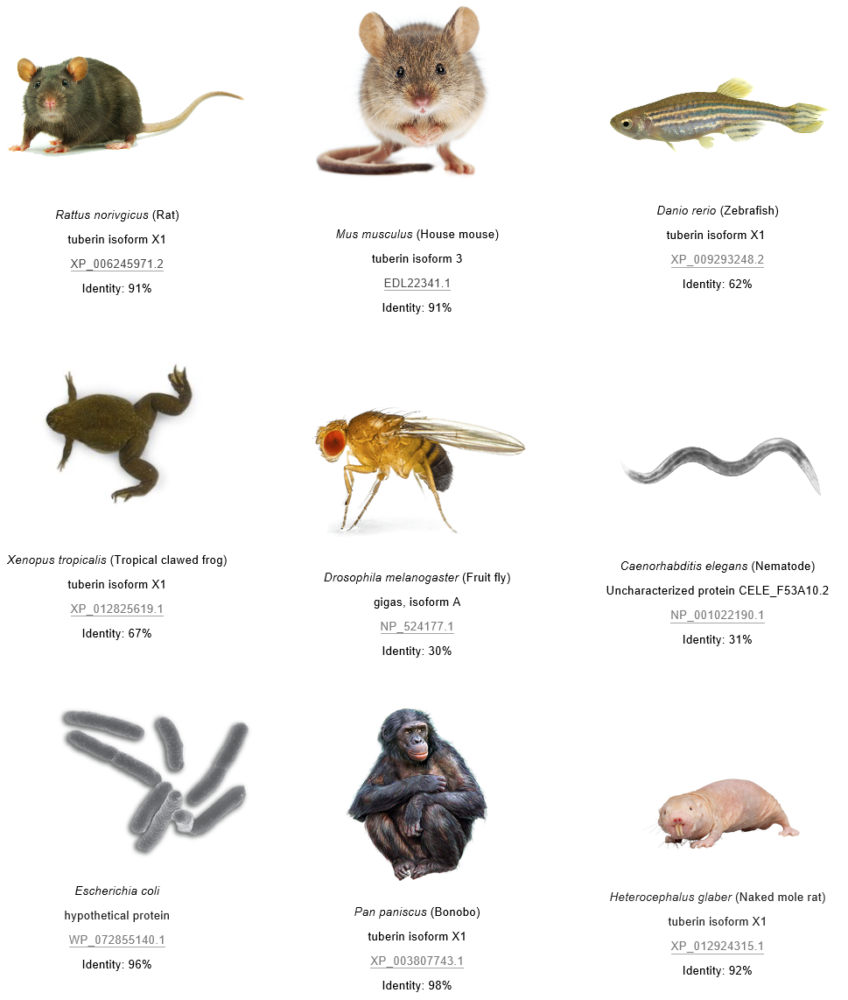 Rattus norivgicus (Rat)
tuberin isoform X1
XP_006245971.2
Identity: 91%
Mus musculus (House mouse)
tuberin isoform 3
EDL22341.1
Identity: 91%
Danio rerio (Zebrafish)
tuberin isoform X1
XP_009293248.2
Identity: 62%
Xenopus tropicalis (Tropical clawed frog)
tuberin isoform X1
XP_012825619.1
Identity: 67%
Drosophila melanogaster (Fruit fly)
gigas, isoform A
NP_524177.1
Identity: 30%
Caenorhabditis elegans (Nematode)
Uncharacterized protein CELE_F53A10.2
NP_001022190.1
Identity: 31%
Escherichia coli
hypothetical protein
WP_072855140.1
Identity: 96%
Pan paniscus (Bonobo)
tuberin isoform X1
XP_003807743.1
Identity: 98%
Heterocephalus glaber (Naked mole rat)
tuberin isoform X1
XP_012924315.1
Identity: 92%